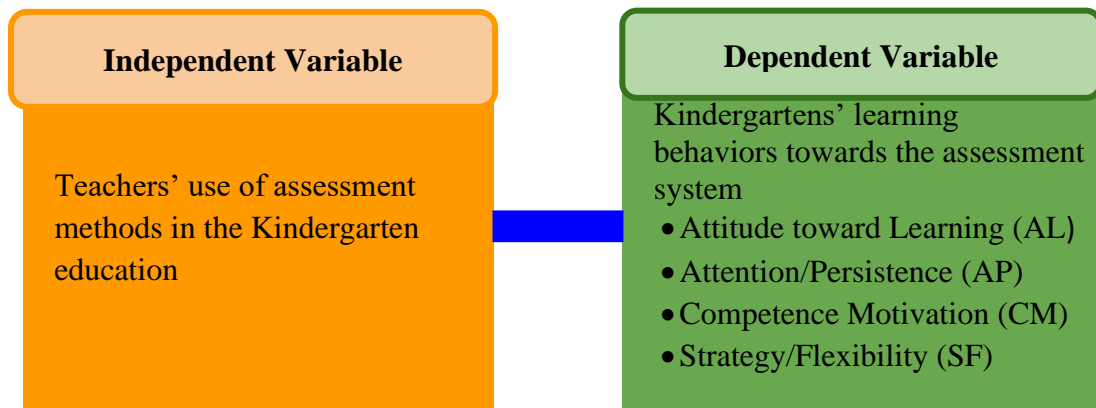 Independent Variable
Teachers’ use of assessment
methods in the Kindergarten
education
Dependent Variable
Kindergartens’ learning
behaviors towards the assessment
system
• Attitude toward Learning (AL)
• Attention/Persistence (AP)
• Competence Motivation (CM)
• Strategy/Flexibility (SF)